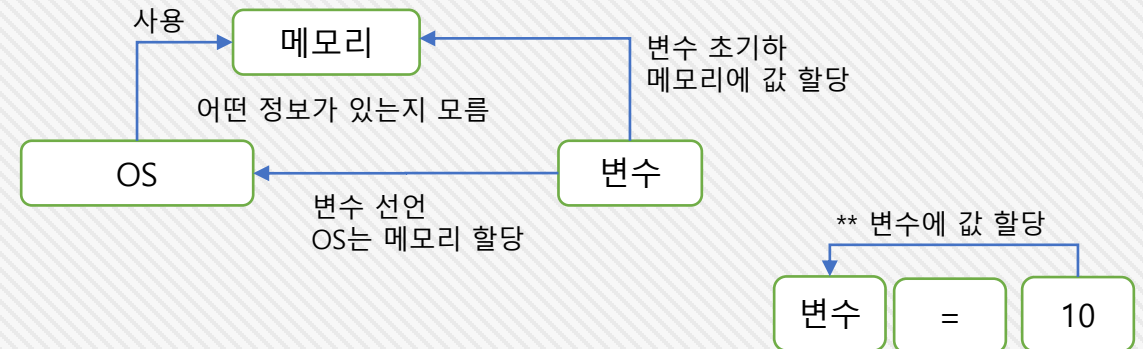 사용
메모리
변수 초기하
메모리에 값 할당
어떤 정보가 있는지 모름
OS
변수
변수 선언
OS는 메모리 할당
** 변수에 값 할당
변수
=
10